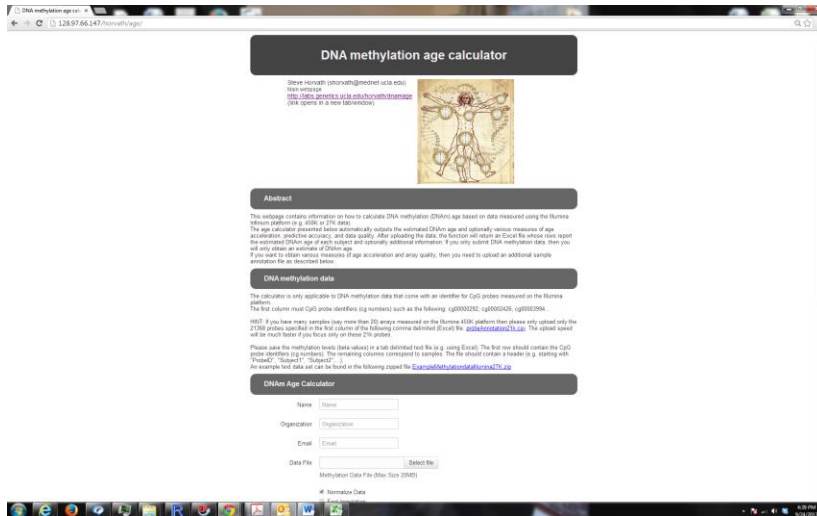 DNA methylation age calc
128.97.66.147/horvath/age/
DNA methylation age calculator
Steve Horvath (shorvath@mednet.ucla.edu)
Main webpage
http://labs.genetics.ucla.edu/horvath/dnamage
(link opens in a new tab/window)
Abstract
This webpage contains information on how to calculate DNA methylation (DNAm) age based on data measured using the Illumina
Infinium platform (e.g. 450K or 27K data).
The age calculator presented below automatically outputs the estimated DNAm age and optionally various measures of age
acceleration, predictive accuracy, and data quality. After uploading the data, the function will return an Excel file whose rows report
the estimated DNAm age of each subject and optionally additional information. If you only submit DNA methylation data, then you
will only obtain an estimate of DNAm age.
If you want to obtain various measures of age acceleration and array quality, then you need to upload an additional sample
annotation file as described below.
DNA methylation data
The calculator is only applicable to DNA methylation data that come with an identifier for CpG probes measured on the Illumina
platform.
The first column must CpG probe identifiers (cg numbers) such as the following: cg00000292, cg00002426, cg00003994...
HINT: If you have many samples (say more than 20) arrays measured on the Illumina 450K platform then please only upload only the
21368 probes specified in the first column of the following comma delimited (Excel) file: probeAnnotation21k.csv. The upload speed
will be much faster if you focus only on these 21k probes.
Please save the methylation levels (beta values) in a tab delimited text file (e.g. using Excel). The first row should contain the CpG
probe identifiers (cg numbers). The remaining columns correspond to samples. The file should contain a header (e.g. starting with
"ProbeID", "Subject1", "Subject2",...).
An example text data set can be found in the following zipped file ExampleMethylationdataIllumina27K.zip
DNAm Age Calculator
Name Name
Organization Organization
Email Email
Data File Select file
Methylation Data File (Max Size 28MB)
Normalize Data
Fast Imputation
4:39 PM